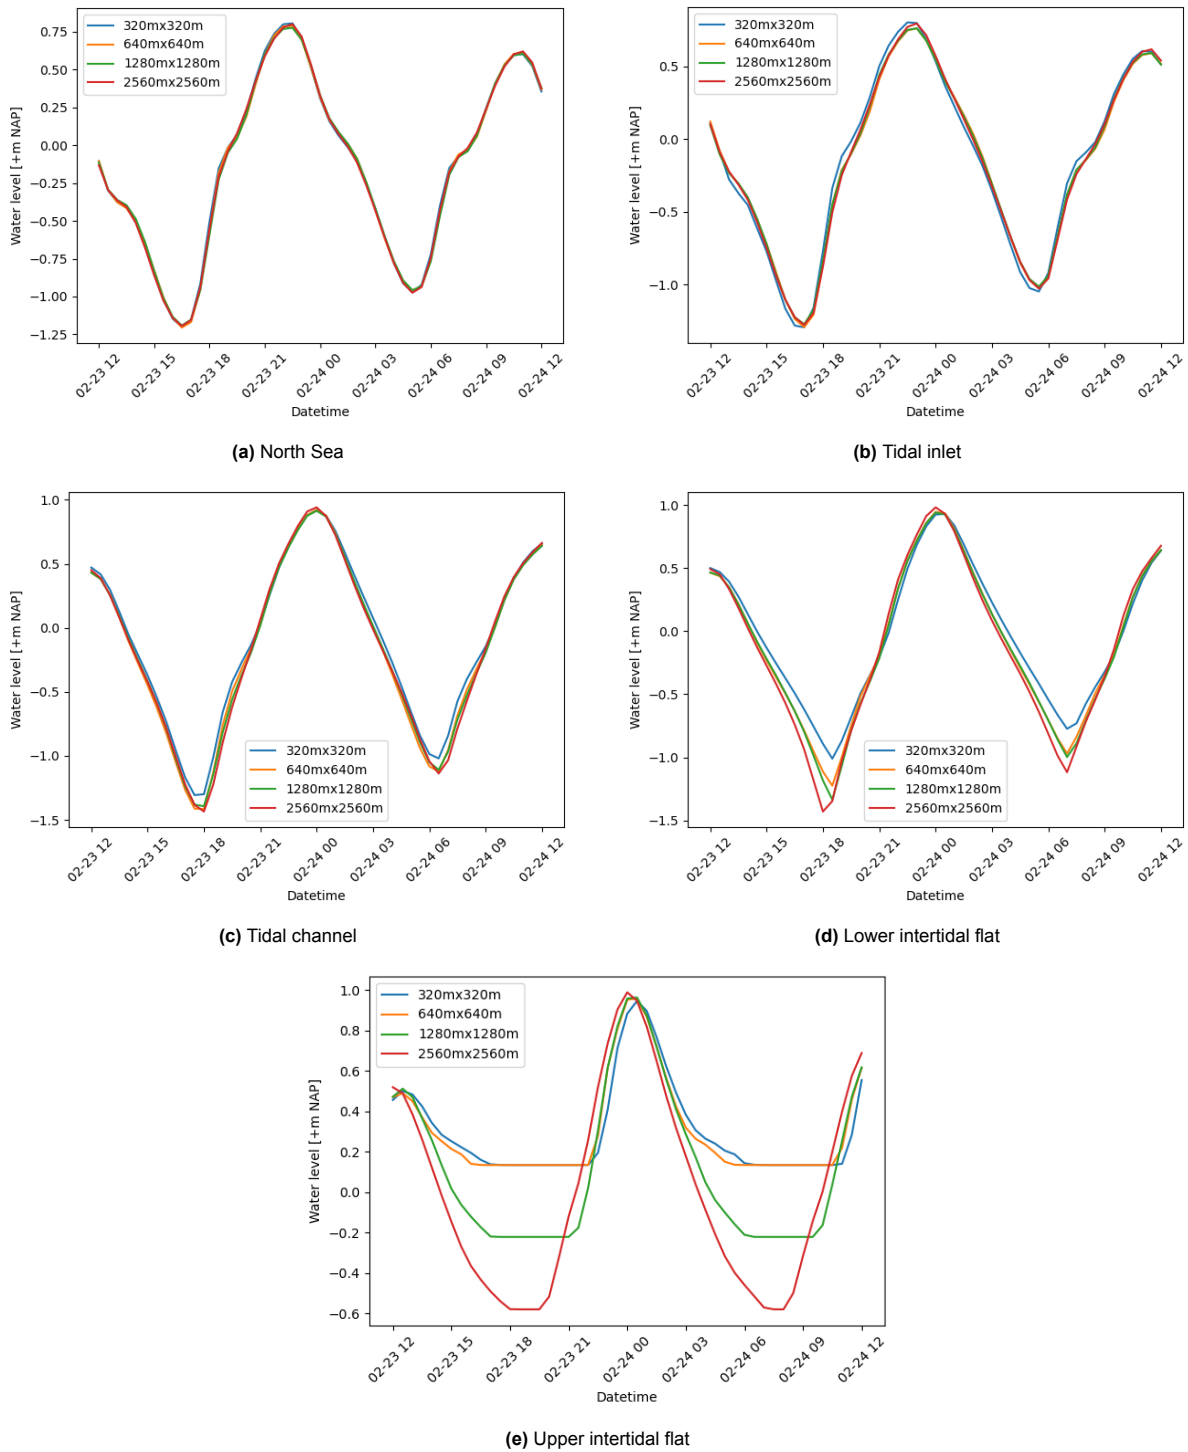 320mx320m
640mx640m
1280mx1280m
2560mx2560m
0.75
0.50
0.25
0.00
−0.25
−0.50
−0.75
−1.00
−1.25
Water level [+m NAP]
02-23 12
02-23 15
02-23 18
02-23 21
02-24 00
02-24 03
02-24 06
02-24 09
02-24 12
Datetime
(a) North Sea
320mx320m
640mx640m
1280mx1280m
2560mx2560m
0.5
0.0
−0.5
−1.0
Water level [+m NAP]
02-23 12
02-23 15
02-23 18
02-23 21
02-24 00
02-24 03
02-24 06
02-24 09
02-24 12
Datetime
(b) Tidal inlet
1.0
0.5
0.0
−0.5
−1.0
−1.5
Water level [+m NAP]
320mx320m
640mx640m
1280mx1280m
2560mx2560m
02-23 12
02-23 15
02-23 18
02-23 21
02-24 00
02-24 03
02-24 06
02-24 09
02-24 12
Datetime
(c) Tidal channel
1.0
0.5
0.0
−0.5
−1.0
−1.5
Water level [+m NAP]
320mx320m
640mx640m
1280mx1280m
2560mx2560m
02-23 12
02-23 15
02-23 18
02-23 21
02-24 00
02-24 03
02-24 06
02-24 09
02-24 12
Datetime
(d) Lower intertidal flat
320mx320m
640mx640m
1280mx1280m
2560mx2560m
1.0
0.8
0.6
0.4
0.2
0.0
−0.2
−0.4
−0.6
Water level [+m NAP]
02-23 12
02-23 15
02-23 18
02-23 21
02-24 00
02-24 03
02-24 06
02-24 09
02-24 12
Datetime
(e) Upper intertidal flat